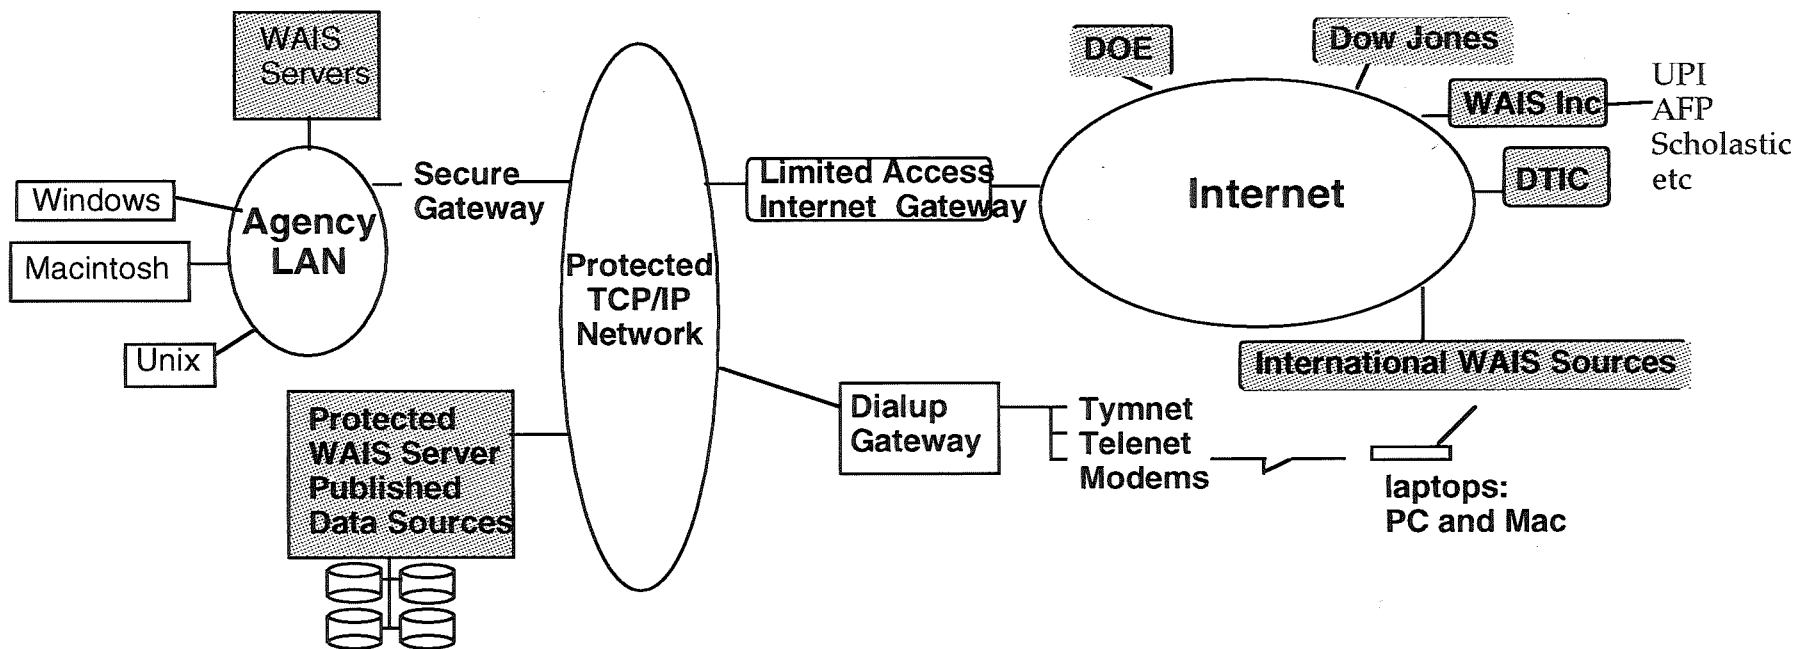 WAIS
Servers
Windows
Macintosh
Unix
Agency
LAN
Secure
Gateway
Protected
WAIS Server
Published
Data Sources
Protected
TCP/IP
Network
Limited Access
Internet Gateway
Dialup
Gateway
Tymnet
Telenet
Modems
laptops:
PC and Mac
Internet
DOE
Dow Jones
WAIS Inc
UPI
AFP
Scholastic
etc
DTIC
International WAIS Sources